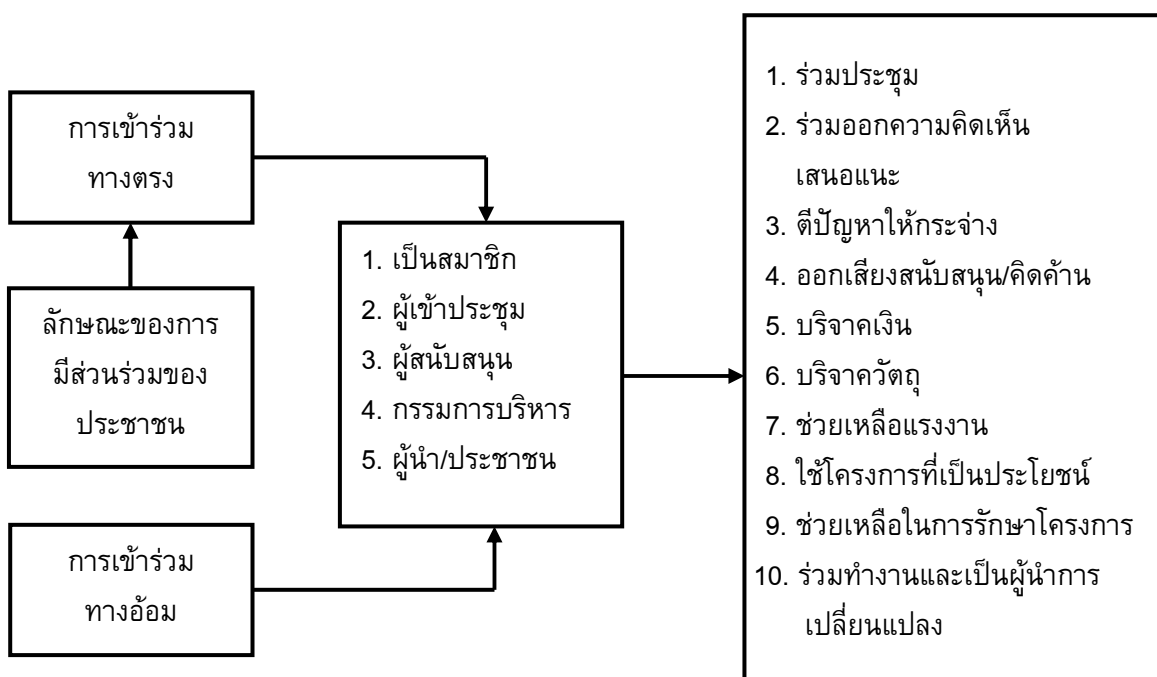 การเข้าร่วม
ทางตรง
ลักษณะของการ
มีส่วนร่วมของ
ประชาชน
การเข้าร่วม
ทางอ้อม
1. เป็นสมาชิก
2. ผู้เข้าประชุม
3. ผู้สนับสนุน
4. กรรมการบริหาร
5. ผู้นำ/ประชาชน
1. ร่วมประชุม
2. ร่วมออกความคิดเห็น
เสนอแนะ
3. ตีปัญหาให้กระจ่าง
4. ออกเสียงสนับสนุน/คิดค้าน
5. บริจาคเงิน
6. บริจาควัตถุ
7. ช่วยเหลือแรงงาน
8. ใช้โครงการที่เป็นประโยชน์
9. ช่วยเหลือในการรักษาโครงการ
10. ร่วมทำงานและเป็นผู้นำการ
เปลี่ยนแปลง